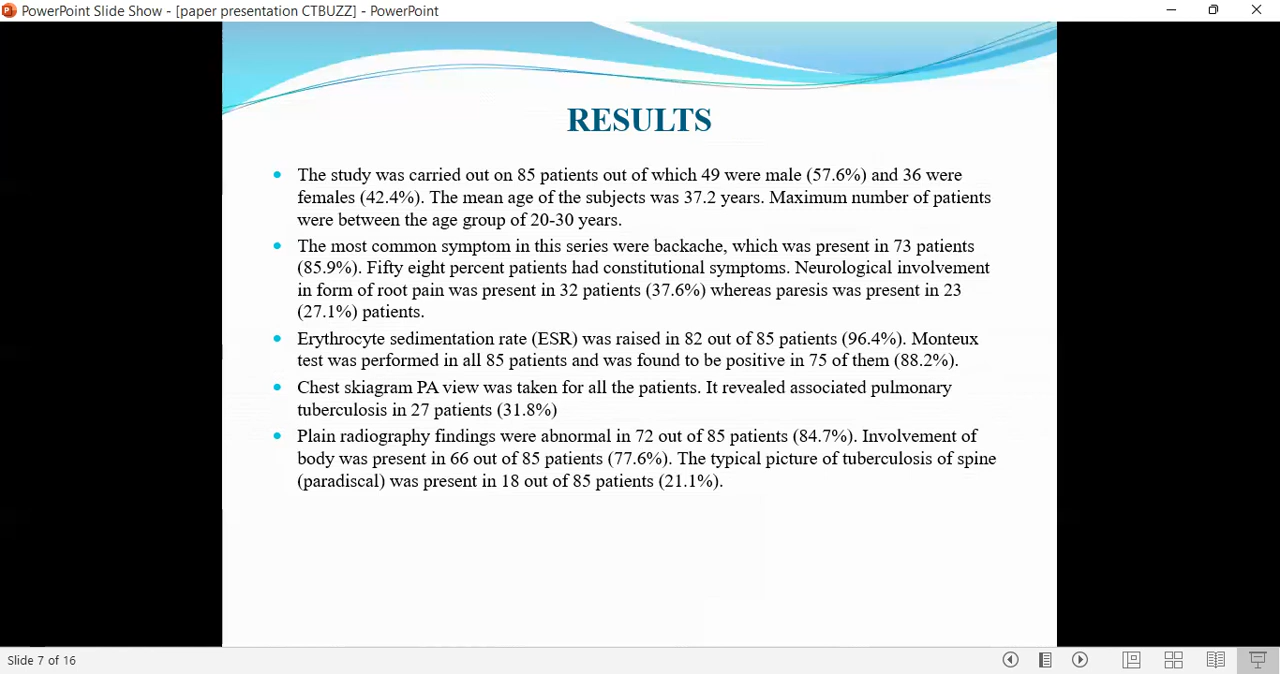 PowerPoint Slide Show - [paper presentation CTBUZZ] - PowerPoint
RESULTS
• The study was carried out on 85 patients out of which 49 were male (57.6%) and 36 were
females (42.4%). The mean age of the subjects was 37.2 years. Maximum number of patients
were between the age group of 20-30 years.
• The most common symptom in this series were backache, which was present in 73 patients
(85.9%). Fifty eight percent patients had constitutional symptoms. Neurological involvement
in form of root pain was present in 32 patients (37.6%) whereas paresis was present in 23
(27.1%) patients.
• Erythrocyte sedimentation rate (ESR) was raised in 82 out of 85 patients (96.4%). Monteux
test was performed in all 85 patients and was found to be positive in 75 of them (88.2%).
• Chest skiagram PA view was taken for all the patients. It revealed associated pulmonary
tuberculosis in 27 patients (31.8%)
• Plain radiography findings were abnormal in 72 out of 85 patients (84.7%). Involvement of
body was present in 66 out of 85 patients (77.6%). The typical picture of tuberculosis of spine
(paradiscal) was present in 18 out of 85 patients (21.1%).
Slide 7 of 16